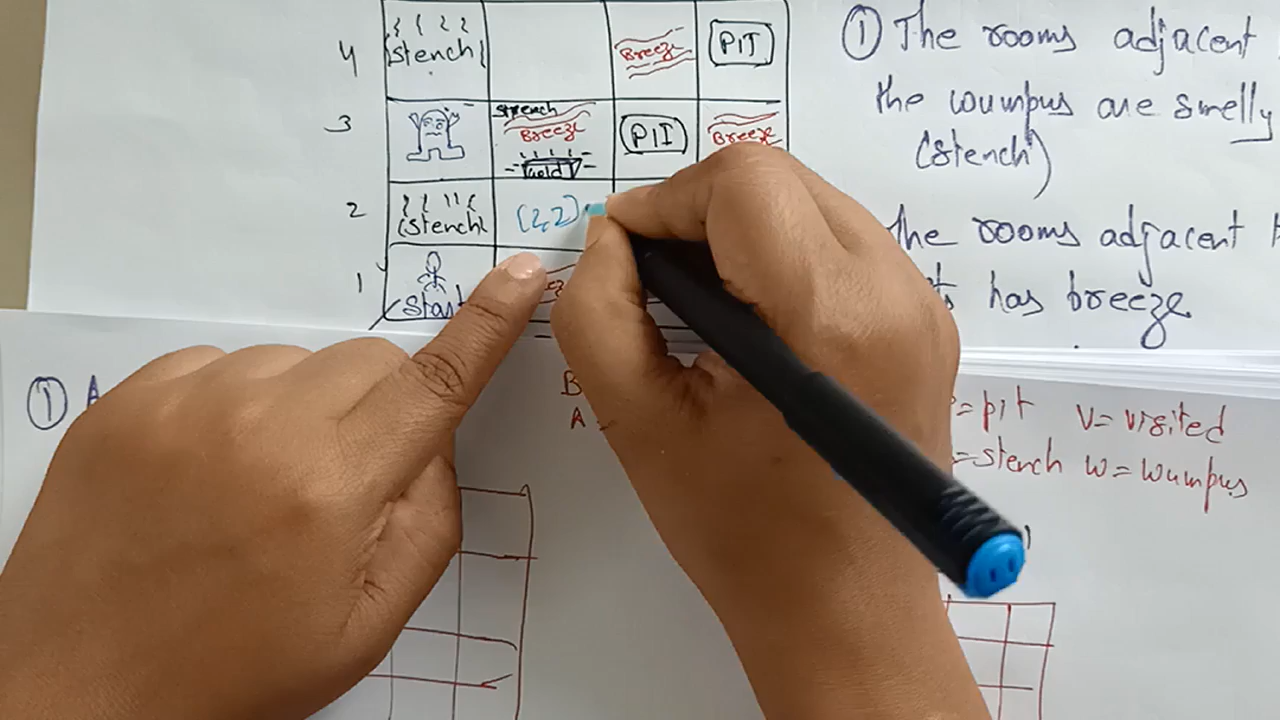 4 {stench{ Breeze PIT
3 strench Breeze Gold PIT Breeze
2 (stench( (2,2)
1 Start
① The rooms adjacent
the wumpus are smelly
(stench)
The rooms adjacent
has breeze
① A
B
A
= pit V = visited
= stench W = wumpus